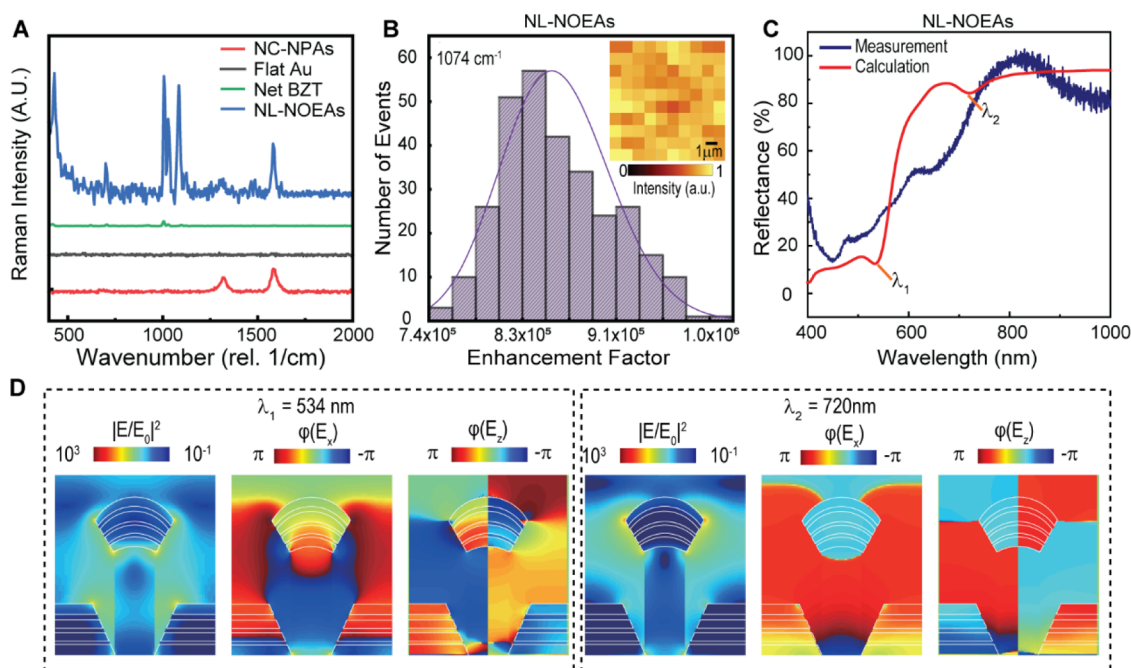 A
Raman Intensity (A.U.)
NC-NPAs
Flat Au
Net BZT
NL-NOEAs
500
1000
1500
2000
Wavenumber (rel. 1/cm)
B
NL-NOEAs
Number of Events
60
50
40
30
20
10
0
1074 cm⁻¹
1μm
0
1
Intensity (a.u.)
7.4x10⁵
8.3x10⁵
9.1x10⁵
1.0x10⁶
Enhancement Factor
C
NL-NOEAs
Reflectance (%)
100
80
60
40
20
0
Measurement
Calculation
λ₂
λ₁
400
600
800
1000
Wavelength (nm)
D
λ₁ = 534 nm
|E/E₀|²
10³
10⁻¹
φ(Eₓ)
π
-π
φ(E_z)
π
-π
λ₂ = 720nm
|E/E₀|²
10³
10⁻¹
φ(Eₓ)
π
-π
φ(E_z)
π
-π